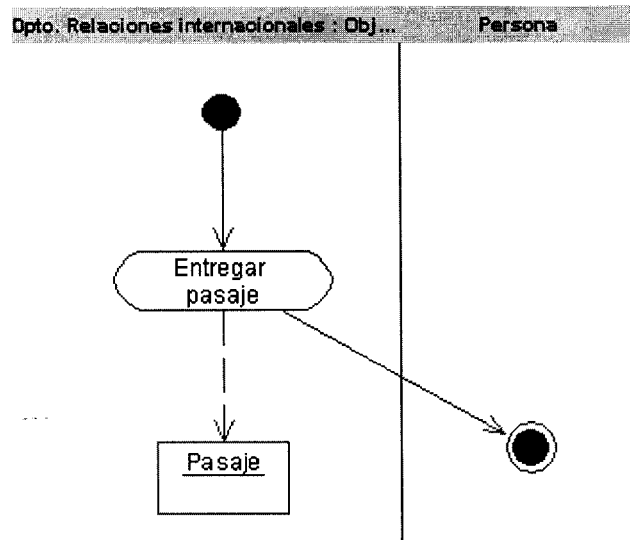 Dpto. Relaciones internacionales : Obj...
Persona
Entregar
pasaje
Pasaje